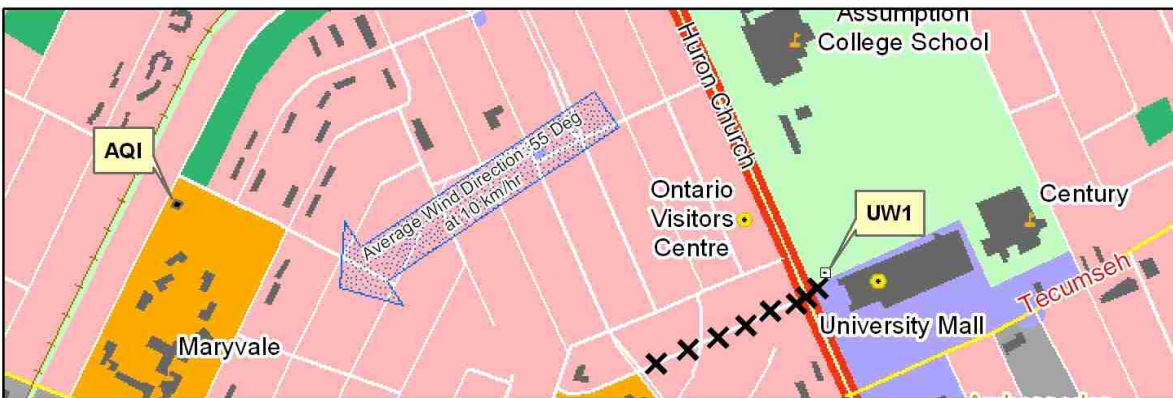 Assumption
College School
Huron Church
AQI
Average Wind Direction :55 Deg
at 10 km/hr
Ontario
Visitors
Centre
UW1
Century
Tecumseh
University Mall
Maryvale
Ambassador